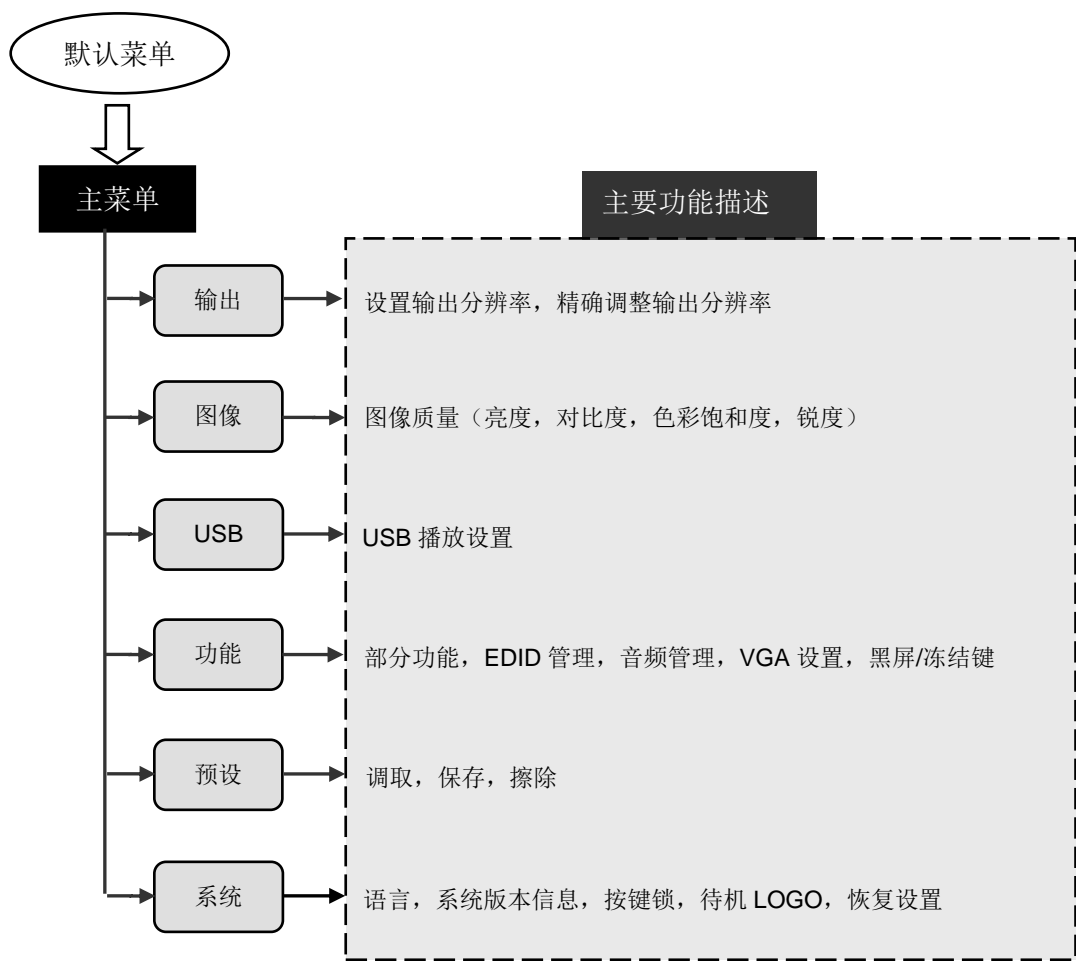 默认菜单
主菜单
主要功能描述
输出
设置输出分辨率，精确调整输出分辨率
图像
图像质量（亮度，对比度，色彩饱和度，锐度）
USB
USB 播放设置
功能
部分功能，EDID 管理，音频管理，VGA 设置，黑屏/冻结键
预设
调取，保存，擦除
系统
语言，系统版本信息，按键锁，待机 LOGO，恢复设置